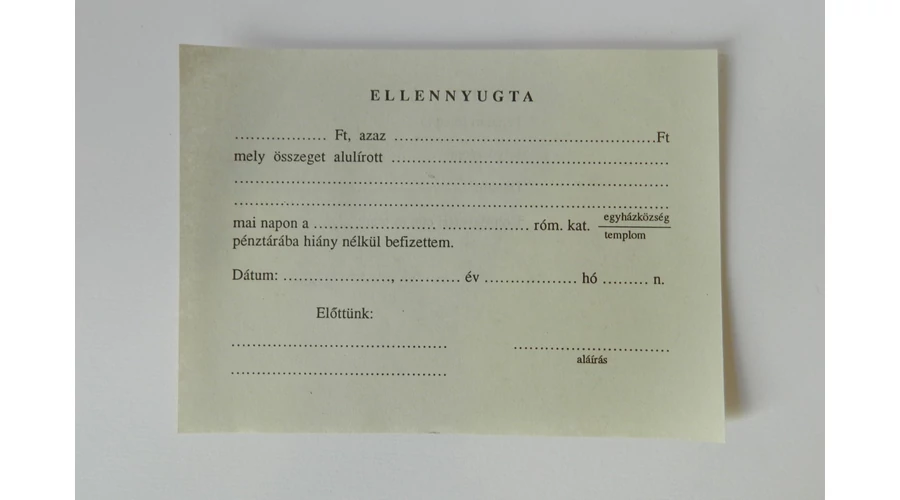 ELLENNYUGTA
.................. Ft, azaz ....................................................Ft
mely összeget alulírott .......................................................
.......................................................................................
.......................................................................................
mai napon a ........................ ................. róm. kat. egyházközség
templom
pénztárába hiány nélkül befizettem.
Dátum: ....................., ............ év .................. hó ......... n.
Előttünk:
........................................... ...............................
aláírás
...........................................